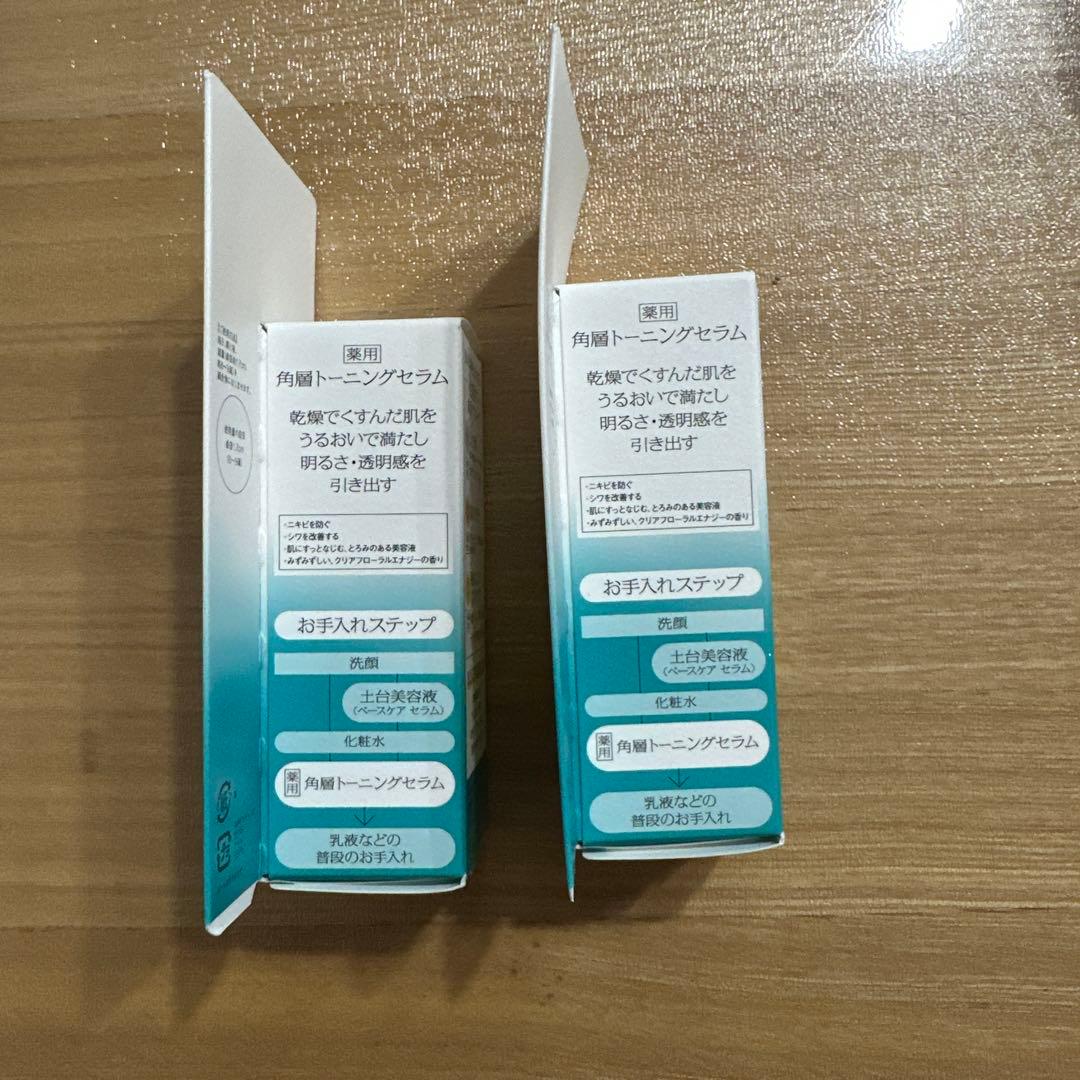 薬用
角層トーニングセラム
乾燥でくすんだ肌を
うるおいで満たし
明るさ・透明感を
引き出す
・ニキビを防ぐ
・シワを改善する
・肌にすっとなじむ、とろみのある美容液
・みずみずしい、クリアフローラルエナジーの香り
お手入れステップ
洗顔
土台美容液
(ベースケア セラム)
化粧水
薬用 角層トーニングセラム
乳液などの
普段のお手入れ
薬用
角層トーニングセラム
乾燥でくすんだ肌を
うるおいで満たし
明るさ・透明感を
引き出す
・ニキビを防ぐ
・シワを改善する
・肌にすっとなじむ、とろみのある美容液
・みずみずしい、クリアフローラルエナジーの香り
お手入れステップ
洗顔
土台美容液
(ベースケア セラム)
化粧水
薬用 角層トーニングセラム
乳液などの
普段のお手入れ